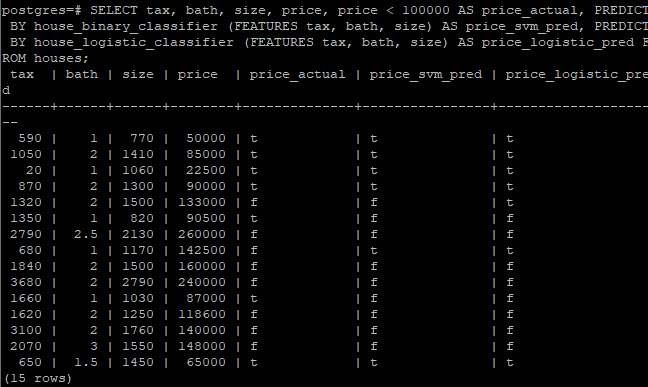 postgres=# SELECT tax, bath, size, price, price < 100000 AS price_actual, PREDICT
 BY house_binary_classifier (FEATURES tax, bath, size) AS price_svm_pred, PREDICT
 BY house_logistic_classifier (FEATURES tax, bath, size) AS price_logistic_pred F
ROM houses;
 tax  | bath | size | price  | price_actual | price_svm_pred | price_logistic_pre
d
------+------+------+--------+--------------+----------------+-------------------
--
  590 |    1 |  770 |  50000 | t            | t              | t
 1050 |    2 | 1410 |  85000 | t            | t              | t
   20 |    1 | 1060 |  22500 | t            | t              | t
  870 |    2 | 1300 |  90000 | t            | t              | t
 1320 |    2 | 1500 | 133000 | f            | f              | f
 1350 |    1 |  820 |  90500 | t            | f              | f
 2790 |  2.5 | 2130 | 260000 | f            | f              | f
  680 |    1 | 1170 | 142500 | f            | t              | t
 1840 |    2 | 1500 | 160000 | f            | f              | f
 3680 |    2 | 2790 | 240000 | f            | f              | f
 1660 |    1 | 1030 |  87000 | t            | f              | f
 1620 |    2 | 1250 | 118600 | f            | f              | f
 3100 |    2 | 1760 | 140000 | f            | f              | f
 2070 |    3 | 1550 | 148000 | f            | f              | f
  650 |  1.5 | 1450 |  65000 | t            | t              | t
(15 rows)